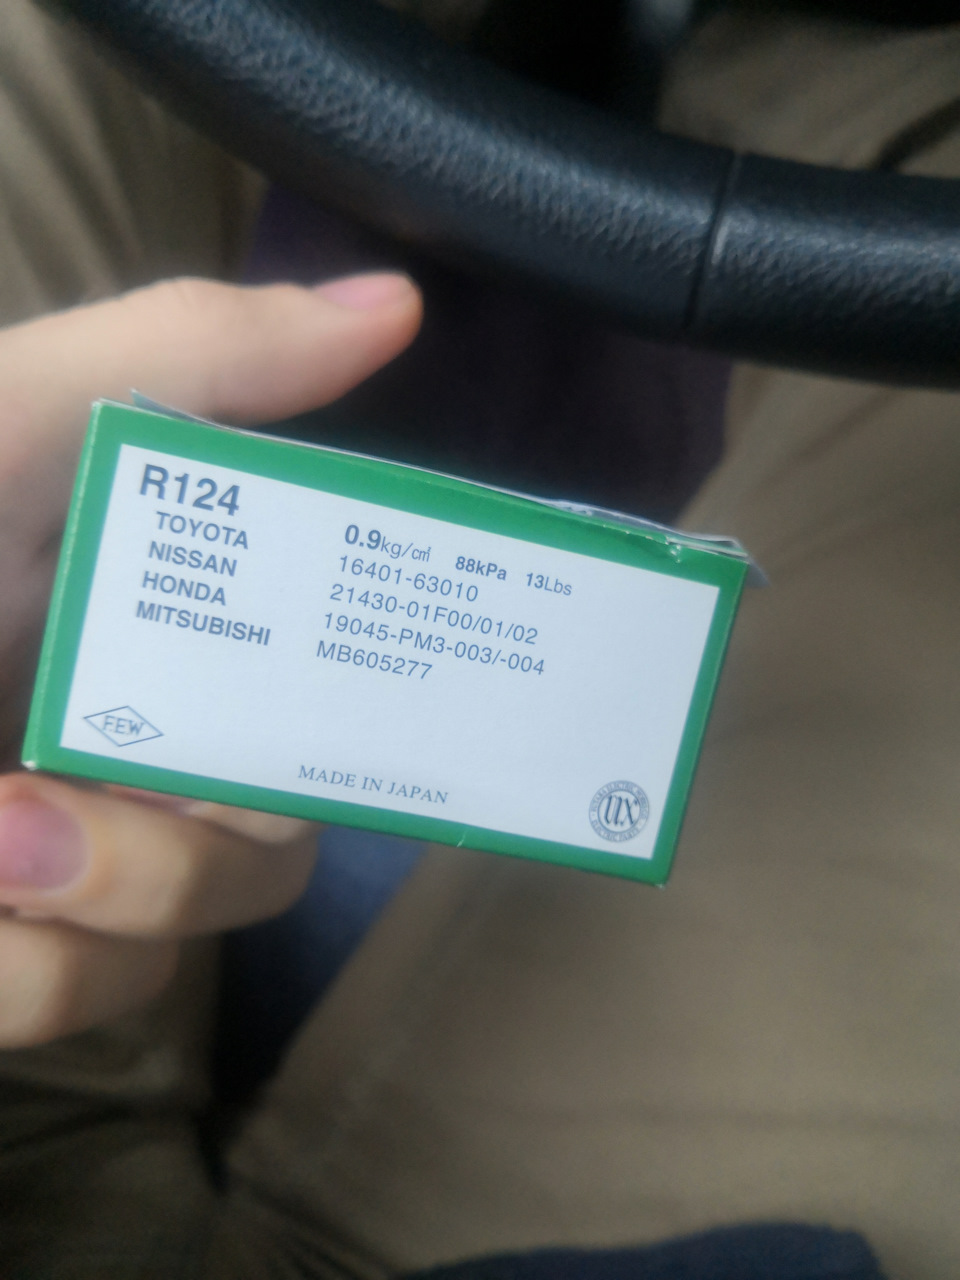 R124
0.9kg/c㎡ 88kPa 13Lbs
TOYOTA 16401-63010
NISSAN 21430-01F00/01/02
HONDA 19045-PM3-003/-004
MITSUBISHI MB605277
F.E.W
MADE IN JAPAN
UX